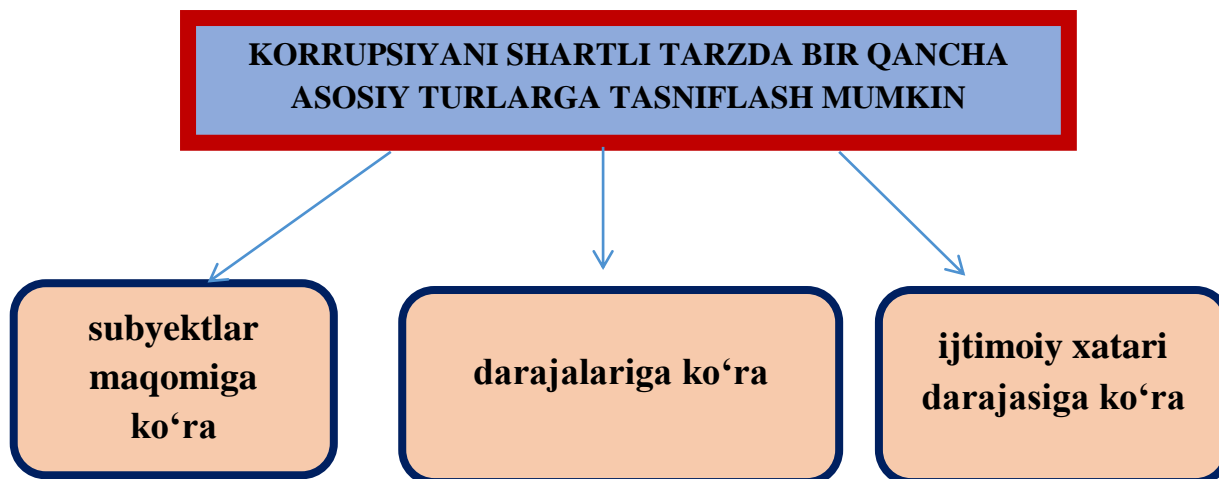 KORRUPSIYANI SHARTLI TARZDA BIR QANCHA
ASOSIY TURLARGA TASNIFLASH MUMKIN
subyektlar
maqomiga
ko‘ra
darajalariga ko‘ra
ijtimoiy xatari
darajasiga ko‘ra